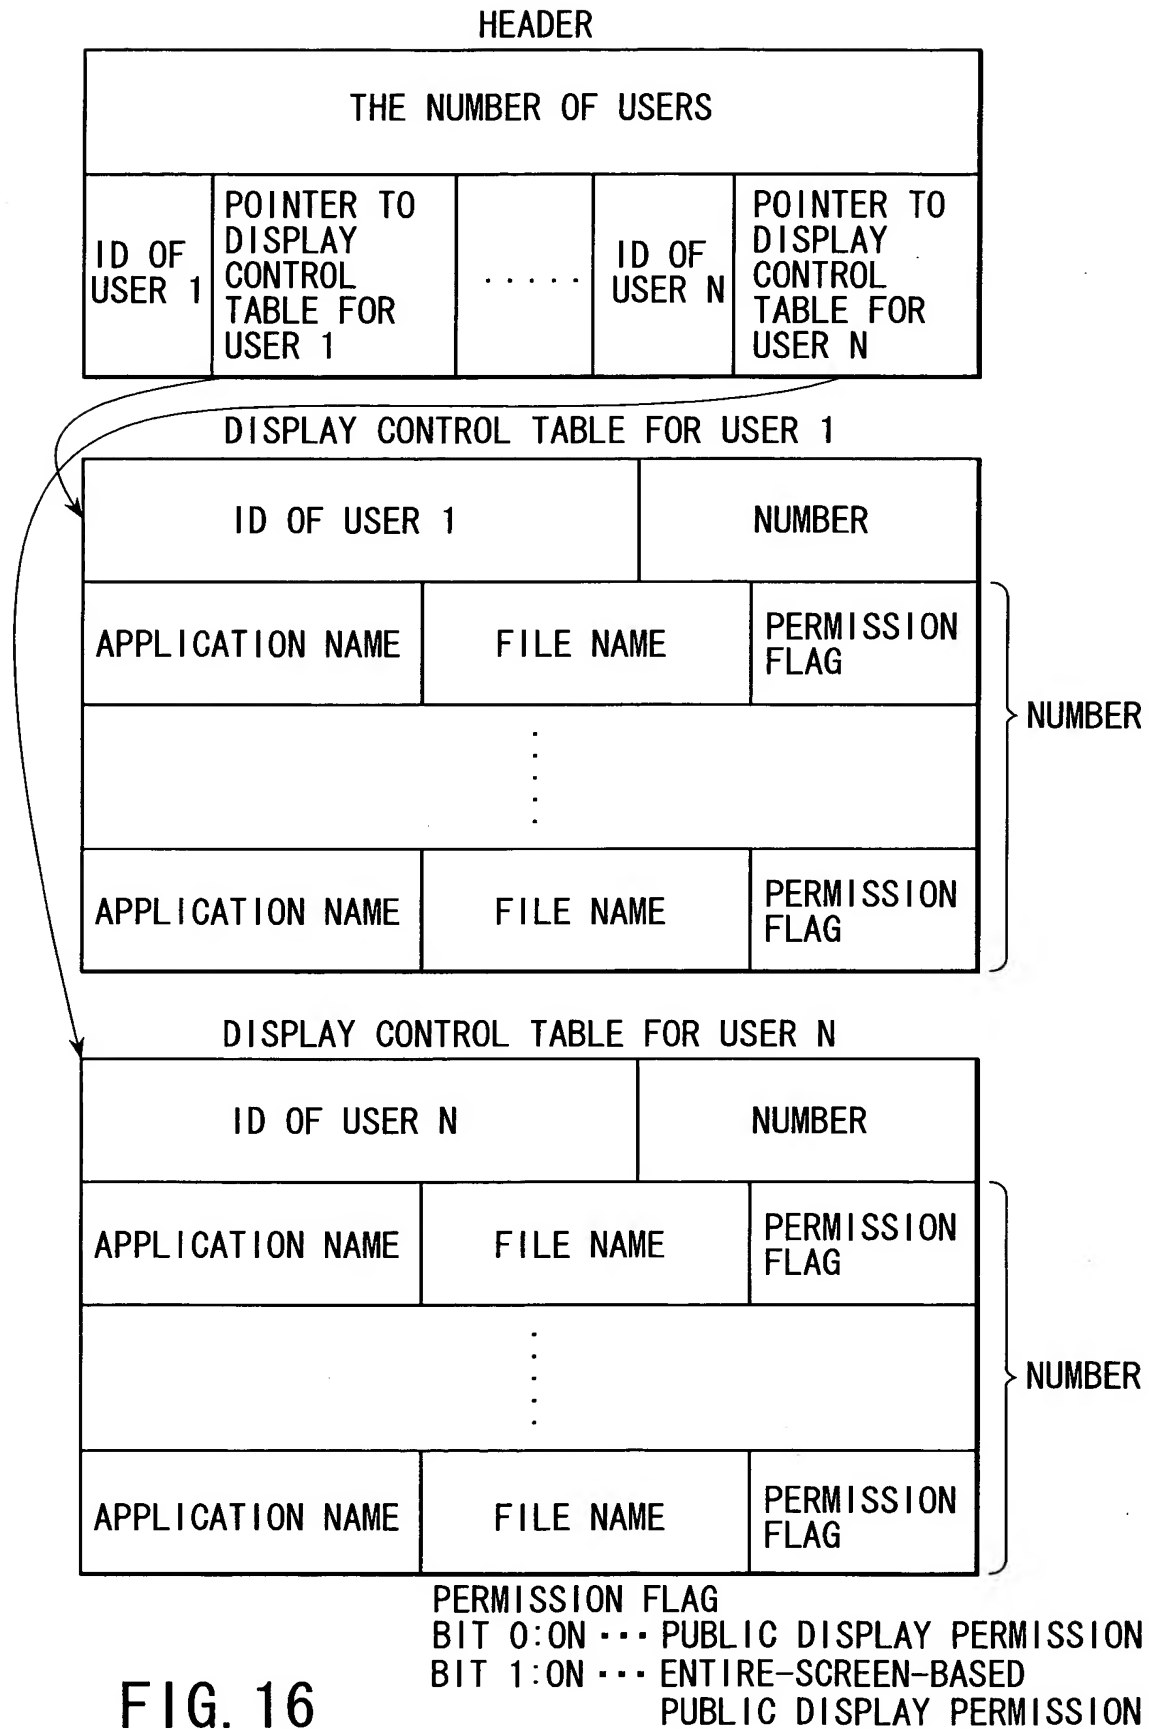 HEADER
THE NUMBER OF USERS
ID OF
USER 1
POINTER TO
DISPLAY
CONTROL
TABLE FOR
USER 1
.....
ID OF
USER N
POINTER TO
DISPLAY
CONTROL
TABLE FOR
USER N
DISPLAY CONTROL TABLE FOR USER 1
ID OF USER 1
NUMBER
APPLICATION NAME
FILE NAME
PERMISSION
FLAG
NUMBER
APPLICATION NAME
FILE NAME
PERMISSION
FLAG
DISPLAY CONTROL TABLE FOR USER N
ID OF USER N
NUMBER
APPLICATION NAME
FILE NAME
PERMISSION
FLAG
NUMBER
APPLICATION NAME
FILE NAME
PERMISSION
FLAG
PERMISSION FLAG
BIT 0:ON ··· PUBLIC DISPLAY PERMISSION
BIT 1:ON ··· ENTIRE-SCREEN-BASED
PUBLIC DISPLAY PERMISSION
FIG. 16